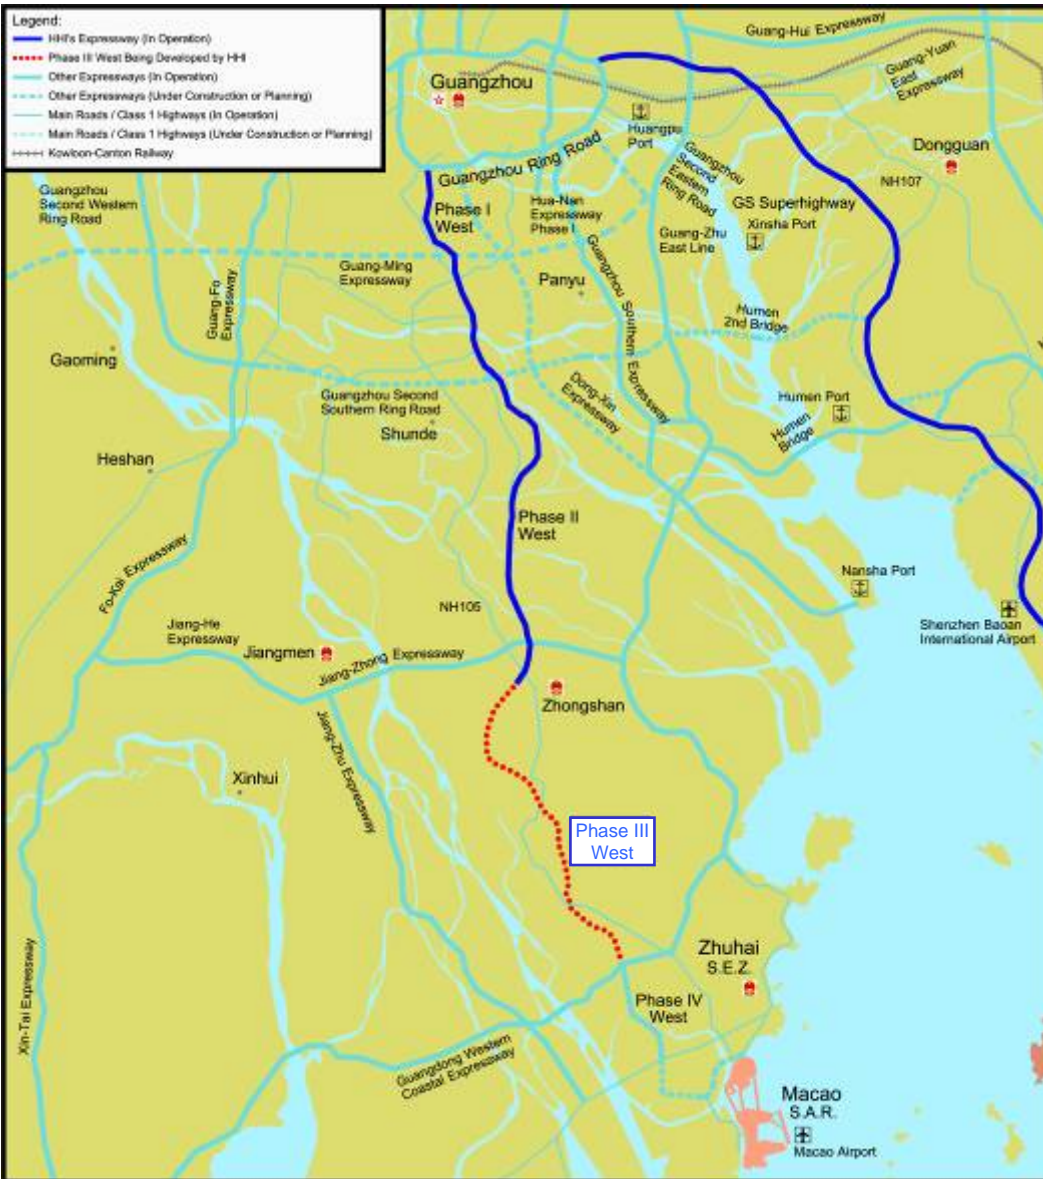 Legend:
HHI's Expressway (In Operation)
Phase III West Being Developed by HHI
Other Expressways (In Operation)
Other Expressways (Under Construction or Planning)
Main Roads / Class 1 Highways (In Operation)
Main Roads / Class 1 Highways (Under Construction or Planning)
Kowloon-Canton Railway
Guang-Hui Expressway
Guang-Yuan
East
Expressway
Guangzhou
Huangpu
Port
Dongguan
Guangzhou Ring Road
Guangzhou
Second
Eastern
Ring Road
NH107
Guangzhou
Second Western
Ring Road
Phase I
West
Hua-Nan
Expressway
Phase I
GS Superhighway
Xinsha Port
Guang-Zhu
East Line
Guang-Ming
Expressway
Panyu
Guang-Fo
Expressway
Guangzhou Southern Expressway
Humen
2nd Bridge
Gaoming
Guangzhou Second
Southern Ring Road
Dong-Xin
Expressway
Humen Port
Humen
Bridge
Shunde
Heshan
Phase II
West
Fo-Kai Expressway
Nansha Port
NH105
Jiang-He
Expressway
Shenzhen Baoan
International Airport
Jiangmen
Jiang-Zhong Expressway
Zhongshan
Jiang-Zhu Expressway
Xinhui
Phase III
West
Zhuhai
S.E.Z.
Xin-Tai Expressway
Phase IV
West
Guangdong Western
Coastal Expressway
Macao
S.A.R.
Macao Airport